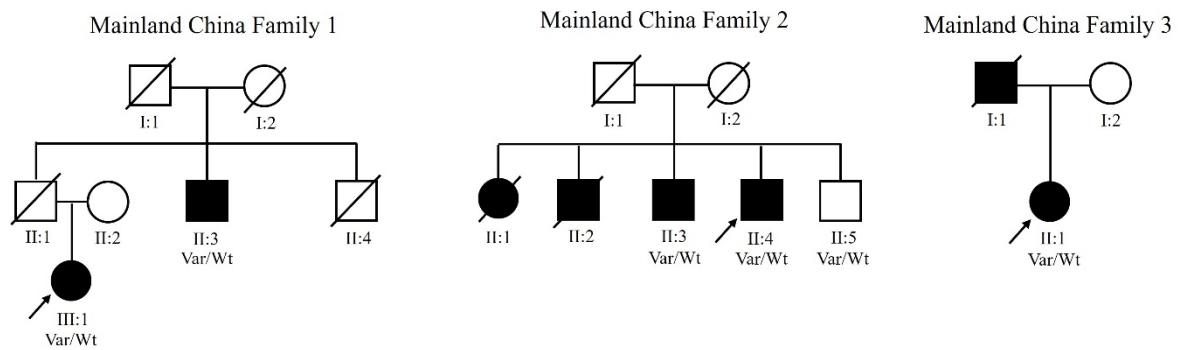 Mainland China Family 1
I:1
I:2
II:1
II:2
II:3
Var/Wt
II:4
III:1
Var/Wt
Mainland China Family 2
I:1
I:2
II:1
II:2
II:3
Var/Wt
II:4
Var/Wt
II:5
Var/Wt
Mainland China Family 3
I:1
I:2
II:1
Var/Wt